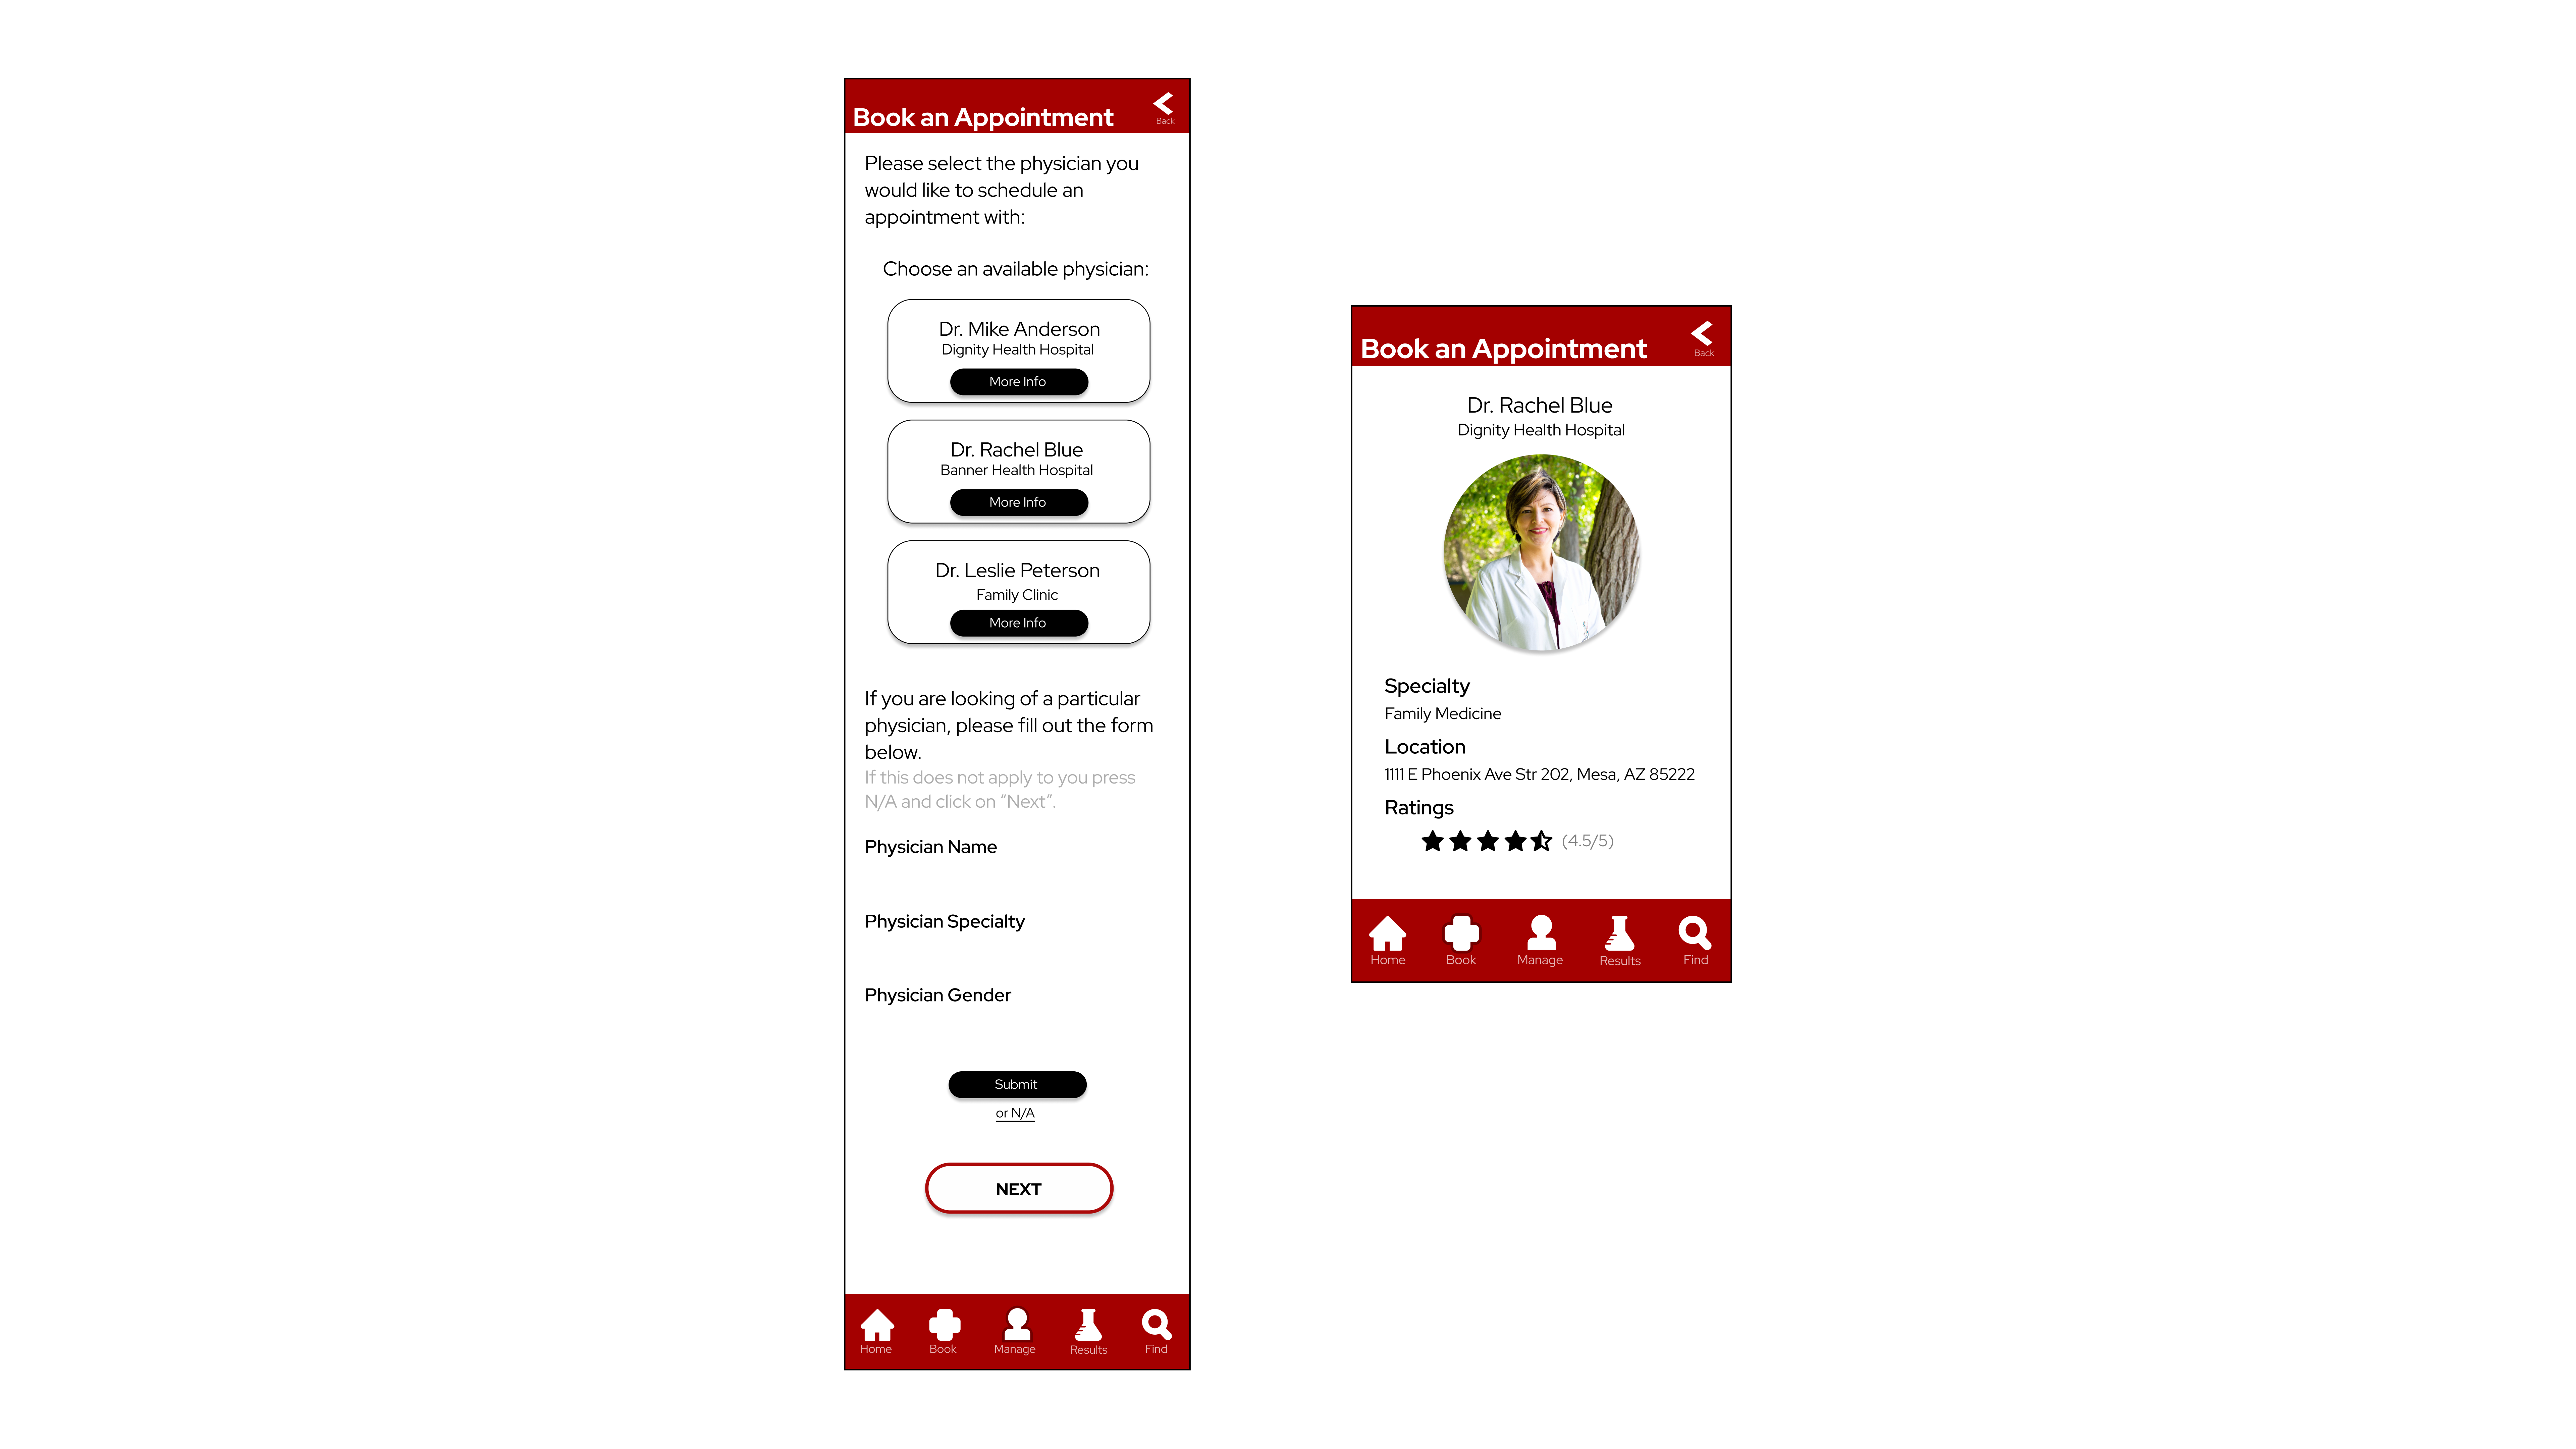 Book an Appointment
Back
Please select the physician you
would like to schedule an
appointment with:
Choose an available physician:
Dr. Mike Anderson
Dignity Health Hospital
More Info
Dr. Rachel Blue
Banner Health Hospital
More Info
Dr. Leslie Peterson
Family Clinic
More Info
If you are looking of a particular
physician, please fill out the form
below.
If this does not apply to you press
N/A and click on “Next”.
Physician Name
Physician Specialty
Physician Gender
Submit
or N/A
NEXT
Home Book Manage Results Find
Book an Appointment
Back
Dr. Rachel Blue
Dignity Health Hospital
Specialty
Family Medicine
Location
1111 E Phoenix Ave Str 202, Mesa, AZ 85222
Ratings
(4.5/5)
Home Book Manage Results Find